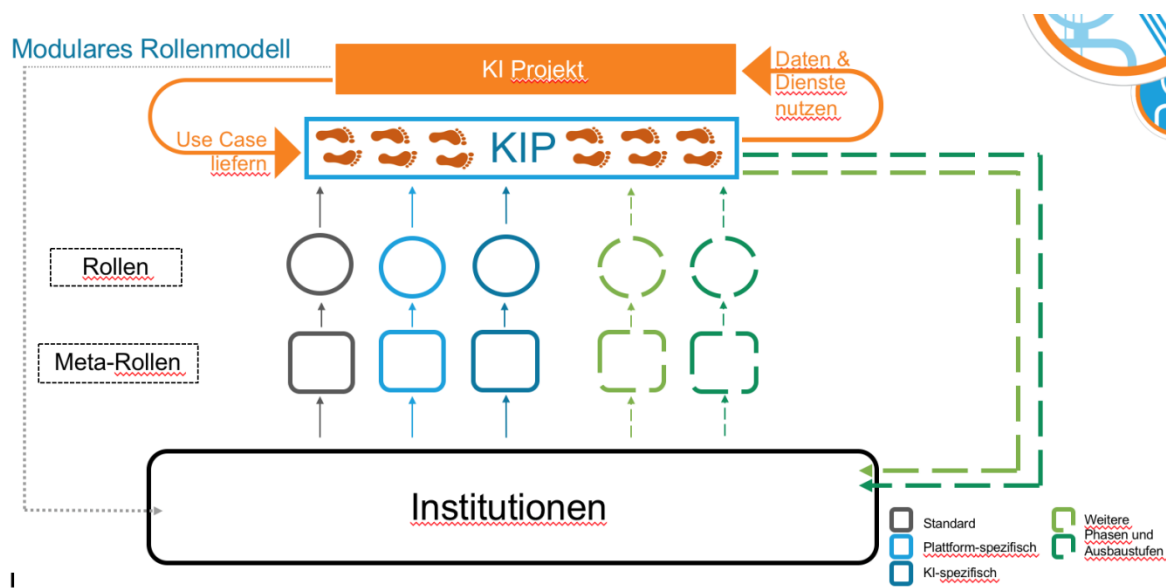 Modulares Rollenmodell
KI Projekt
Daten &
Dienste
nutzen
Use Case
liefern
KIP
Rollen
Meta-Rollen
Institutionen
Standard
Plattform-spezifisch
KI-spezifisch
Weitere
Phasen und
Ausbaustufen